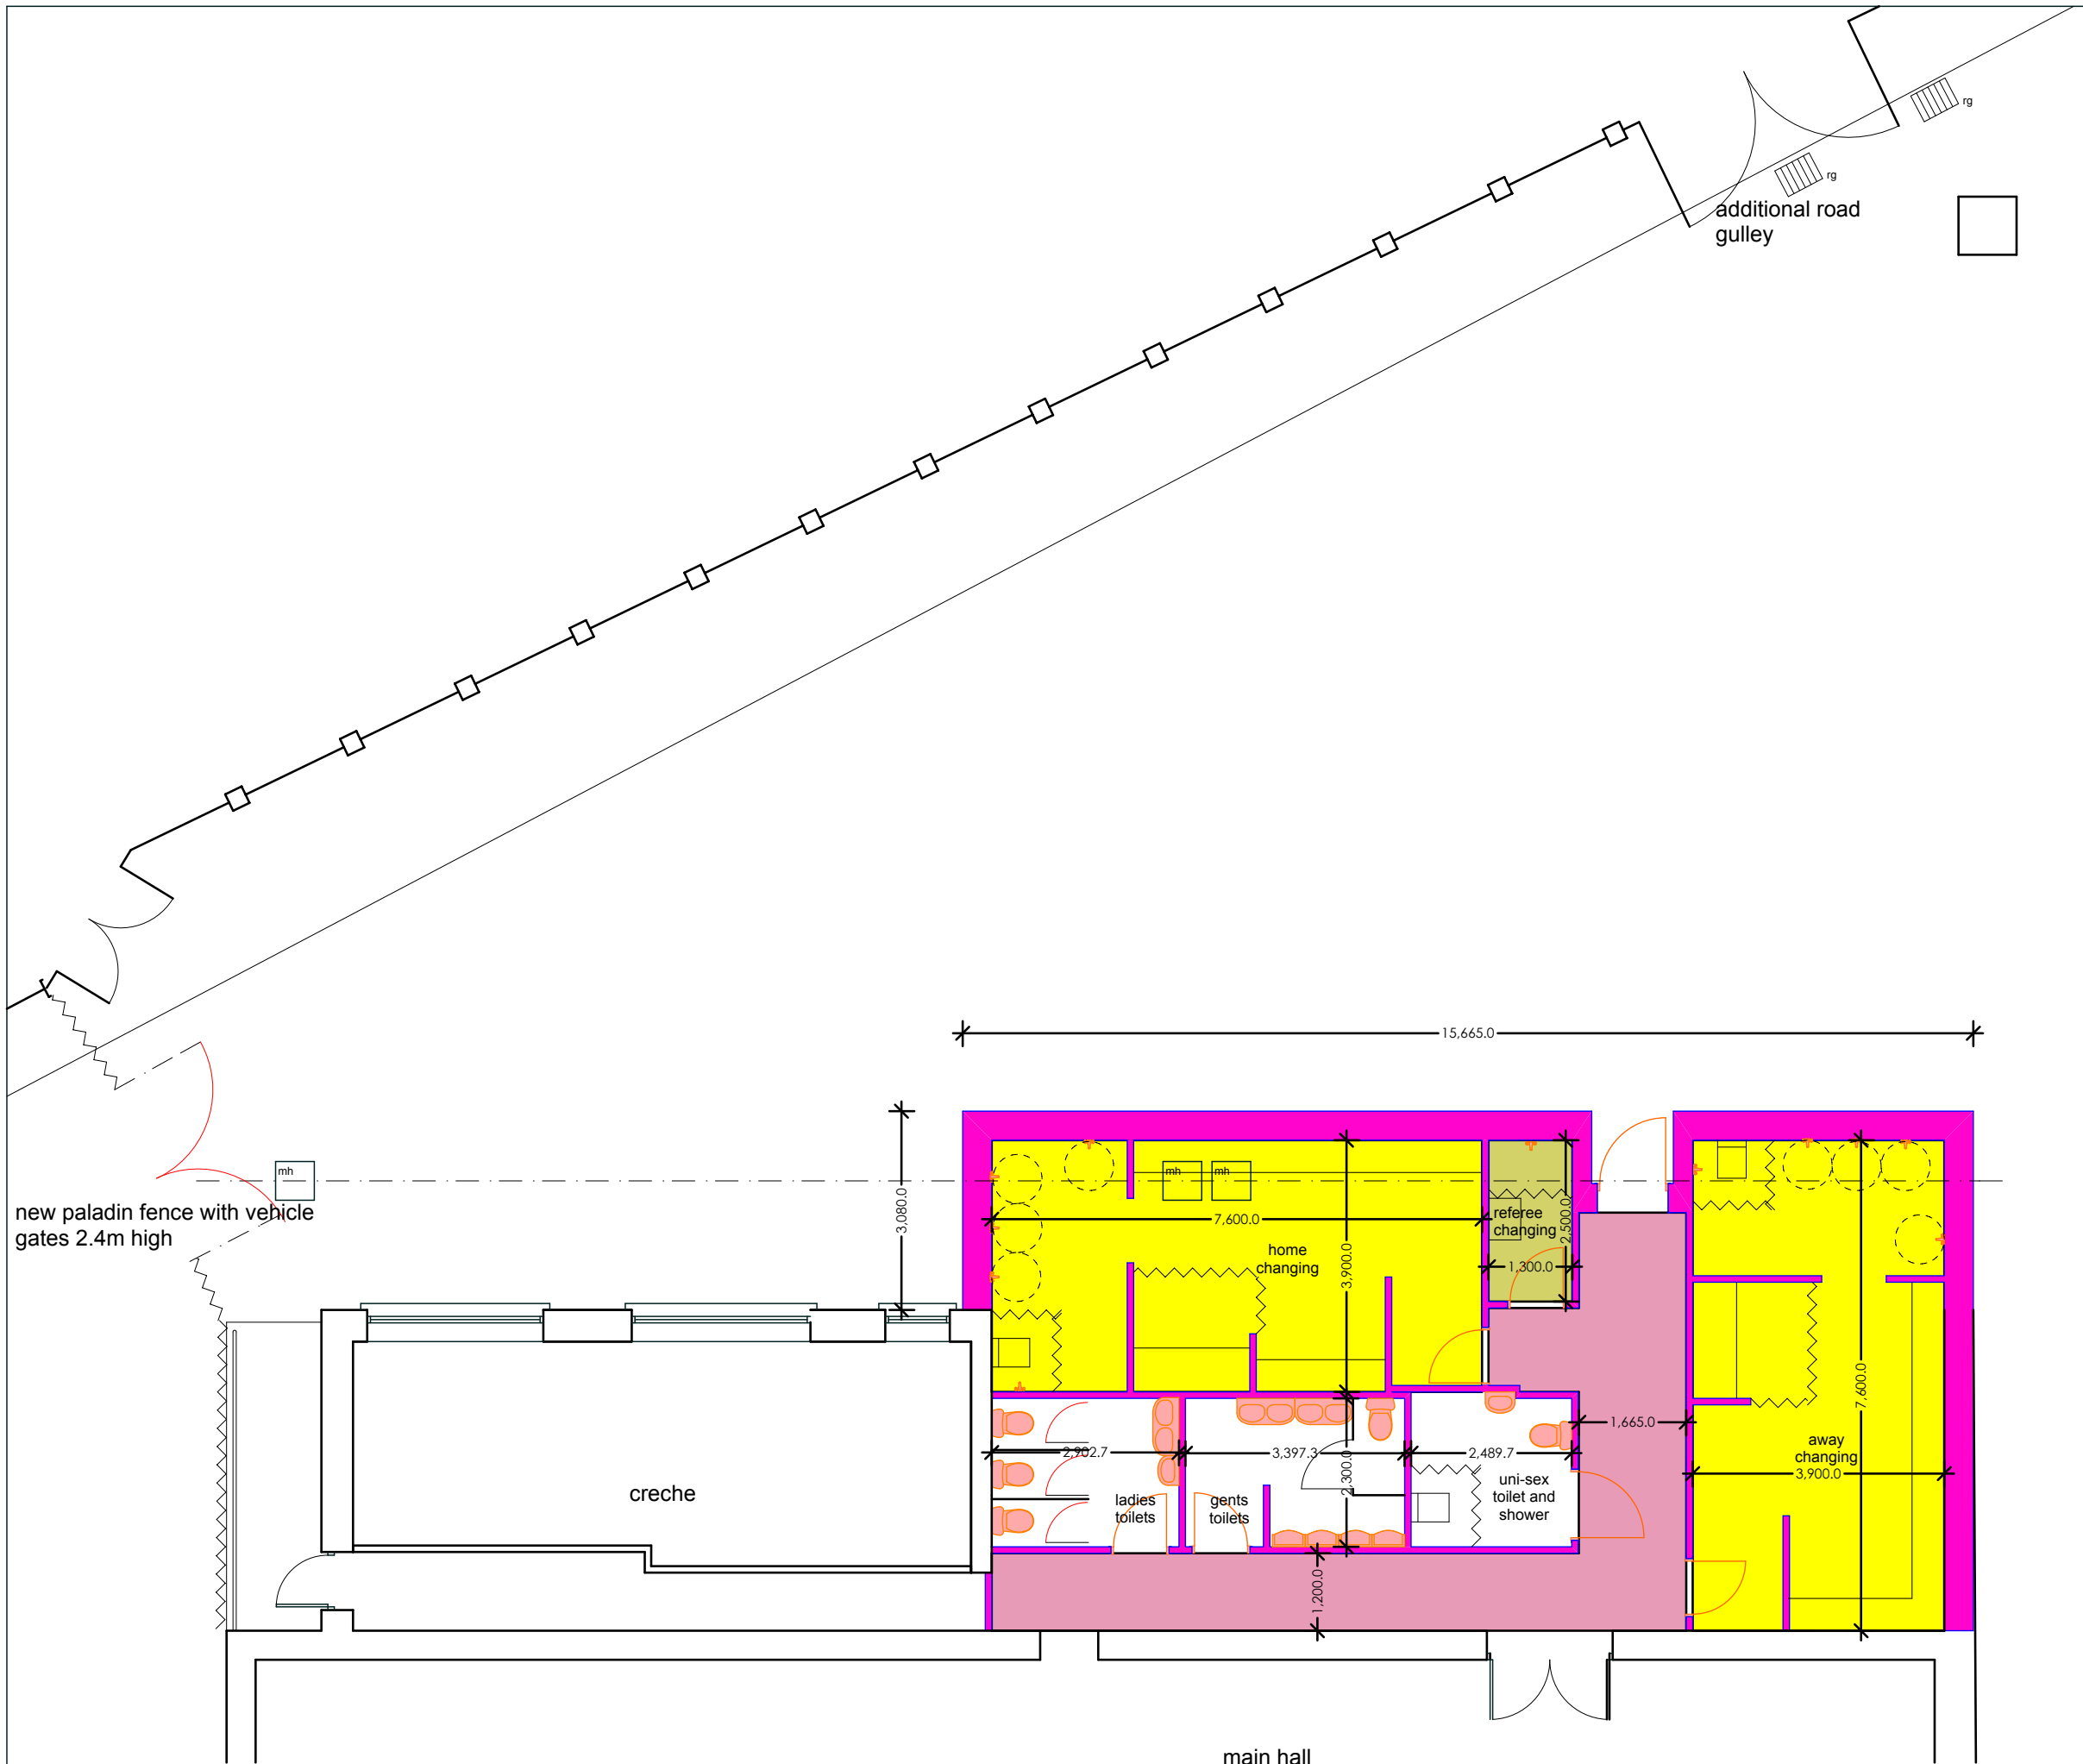 rg
rg
additional road
gulley
15,665.0
3,080.0
mh
mh
mh
new paladin fence with vehicle
gates 2.4m high
7,600.0
referee
changing
2,500.0
home
changing
3,900.0
1,300.0
7,600.0
1,665.0
away
changing
3,900.0
2,902.7
3,397.3
2,300.0
2,489.7
creche
ladies
toilets
gents
toilets
uni-sex
toilet and
shower
1,200.0
main hall